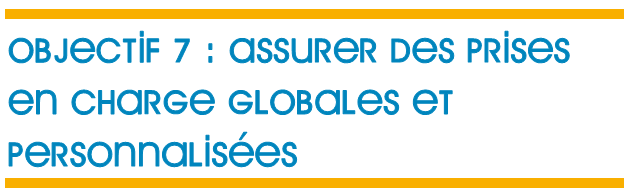 Objectif 7 : assurer des prises
en charge globales et
personnalisées